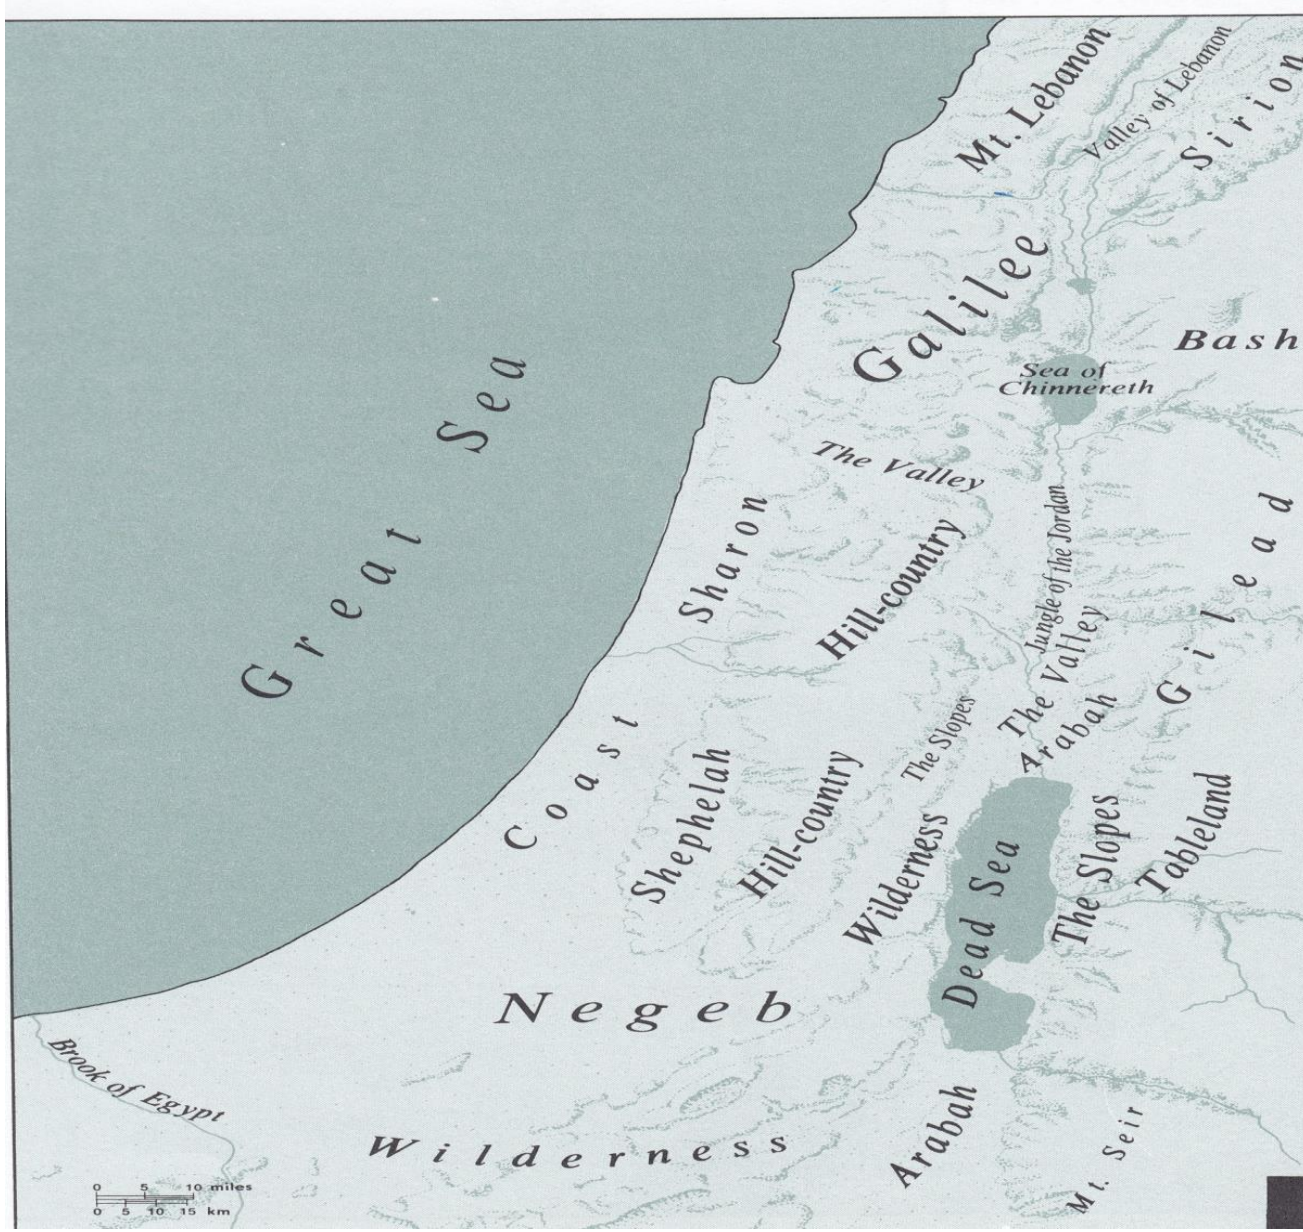 Mt. Lebanon
Valley of Lebanon
Sirion
Galilee
Bash
Sea of
Chinnereth
Great Sea
The Valley
Sharon
Hill-country
Jungle of the Jordan
The Valley
Arabah
Gilead
Coast
Shephelah
Hill-country
The Slopes
Wilderness
Dead Sea
The Slopes
Tableland
Negeb
Brook of Egypt
Wilderness
Arabah
Mt. Seir
0 5 10 miles
0 5 10 15 km